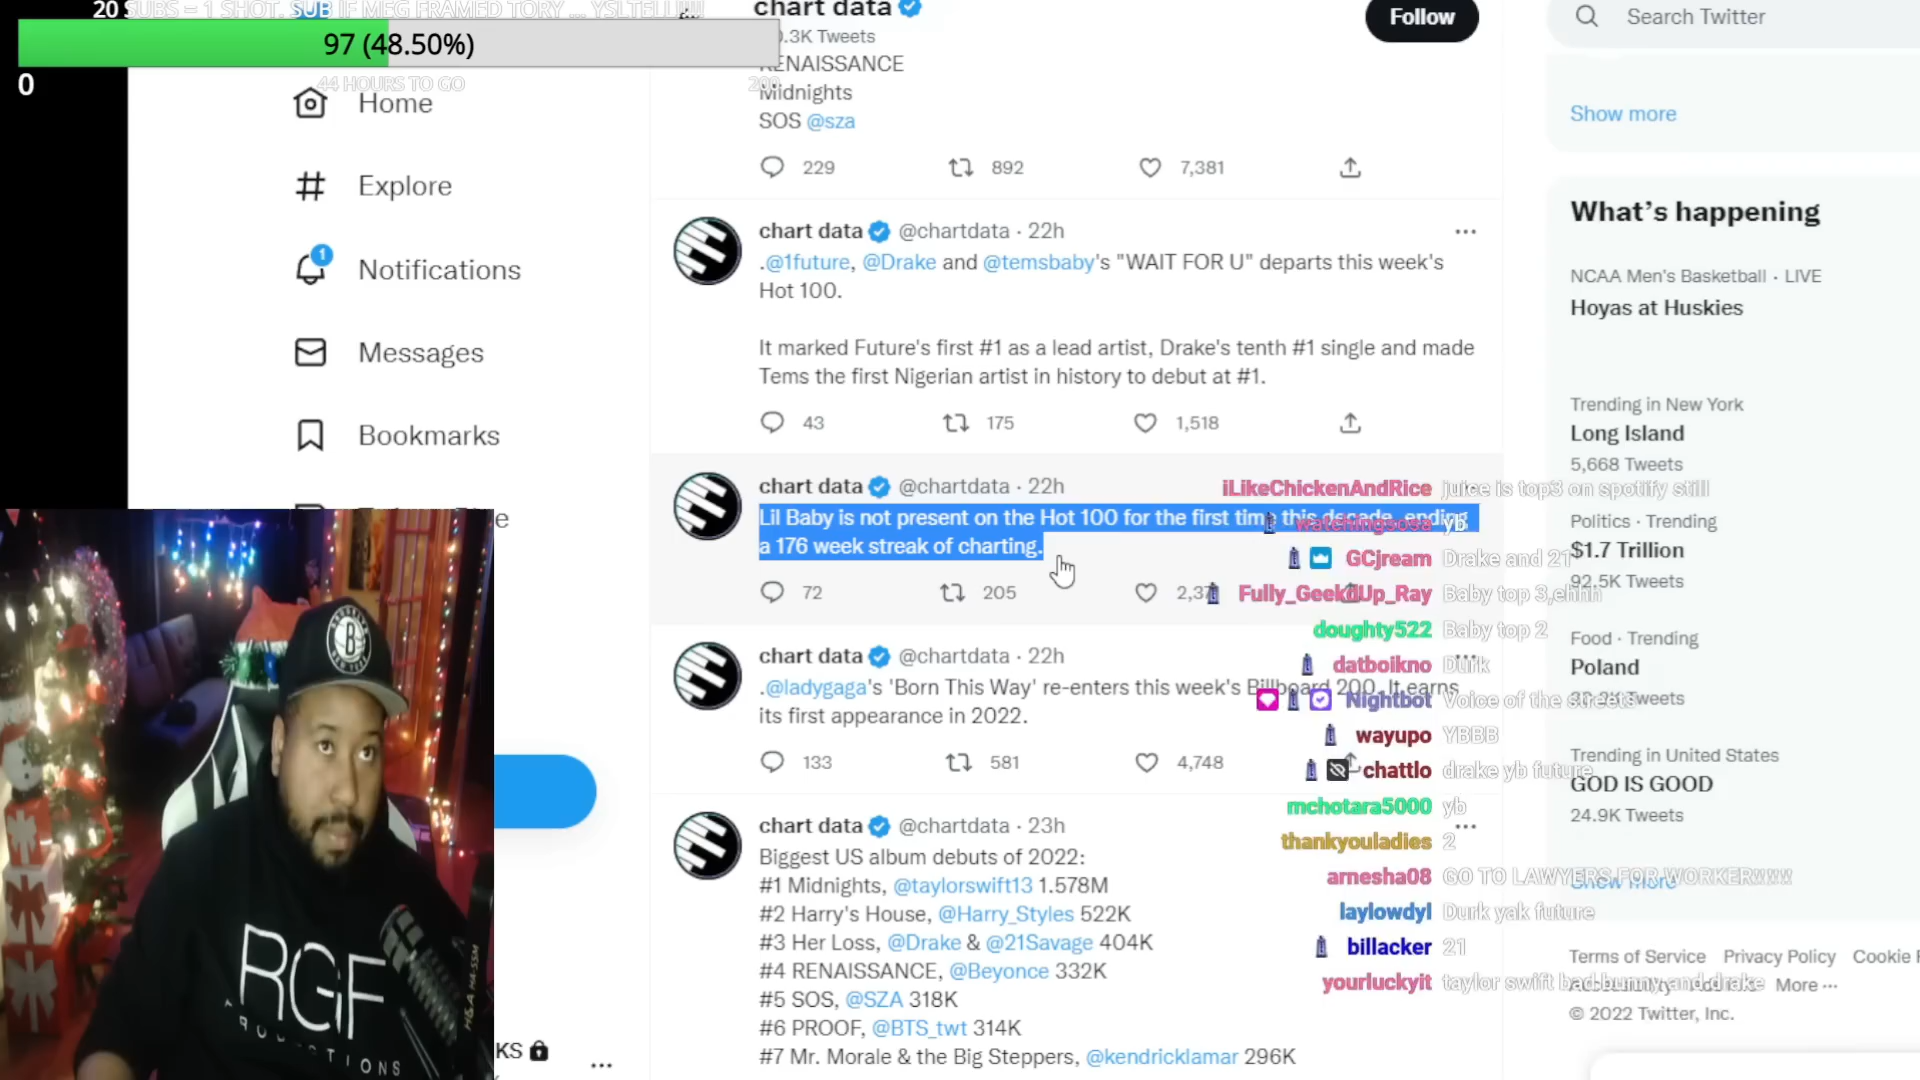 20 SUBS = 1 SHOT. SUB IF MEG FRAMED TORY ... YSLTELL!!!!
97 (48.50%)
0
44 HOURS TO GO
200
Home
Explore
Notifications
1
Messages
Bookmarks
KS
chart data
.3K Tweets
Follow
RENAISSANCE
Midnights
SOS @sza
229 892 7,381
chart data @chartdata · 22h
.@1future, @Drake and @temsbaby's "WAIT FOR U" departs this week's
Hot 100.
It marked Future's first #1 as a lead artist, Drake's tenth #1 single and made
Tems the first Nigerian artist in history to debut at #1.
43 175 1,518
chart data @chartdata · 22h
Lil Baby is not present on the Hot 100 for the first time this decade, ending
a 176 week streak of charting.
72 205 2,37
chart data @chartdata · 22h
.@ladygaga's 'Born This Way' re-enters this week's Billboard 200. It earns
its first appearance in 2022.
133 581 4,748
chart data @chartdata · 23h
Biggest US album debuts of 2022:
#1 Midnights, @taylorswift13 1.578M
#2 Harry's House, @Harry_Styles 522K
#3 Her Loss, @Drake & @21Savage 404K
#4 RENAISSANCE, @Beyonce 332K
#5 SOS, @SZA 318K
#6 PROOF, @BTS_twt 314K
#7 Mr. Morale & the Big Steppers, @kendricklamar 296K
iLikeChickenAndRice juice is top3 on spotify still
watchingsosa yb
GCjream Drake and 21
Fully_GeekdUp_Ray Baby top 3,ehhh
doughty522 Baby top 2
datboikno Durk
Nightbot Voice of the streets
wayupo YBBB
chattlo drake yb future
mchotara5000 yb
thankyouladies 2
arnesha08 GO TO LAWYERS FOR WORKER!!!!!
laylowdyl Durk yak future
billacker 21
yourluckyit taylor swift bad bunny and drake
Search Twitter
Show more
What's happening
NCAA Men's Basketball · LIVE
Hoyas at Huskies
Trending in New York
Long Island
5,668 Tweets
Politics · Trending
$1.7 Trillion
92.5K Tweets
Food · Trending
Poland
Tweets
Trending in United States
GOD IS GOOD
24.9K Tweets
Show more
Terms of Service Privacy Policy Cookie
More ···
© 2022 Twitter, Inc.
B
BROOKLYN
NEW YORK
RGF
PRODUCTIONS